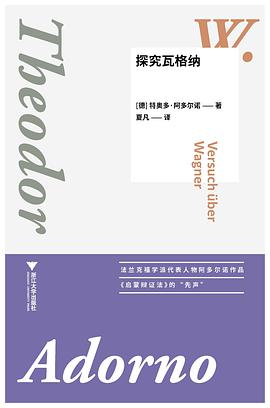 Theodor
W.
探究瓦格纳
[德] 特奥多·阿多尔诺 —— 著
夏凡 —— 译
Versuch über
Wagner
法兰克福学派代表人物阿多尔诺作品
《启蒙辩证法》的“先声”
浙江大学出版社
Adorno